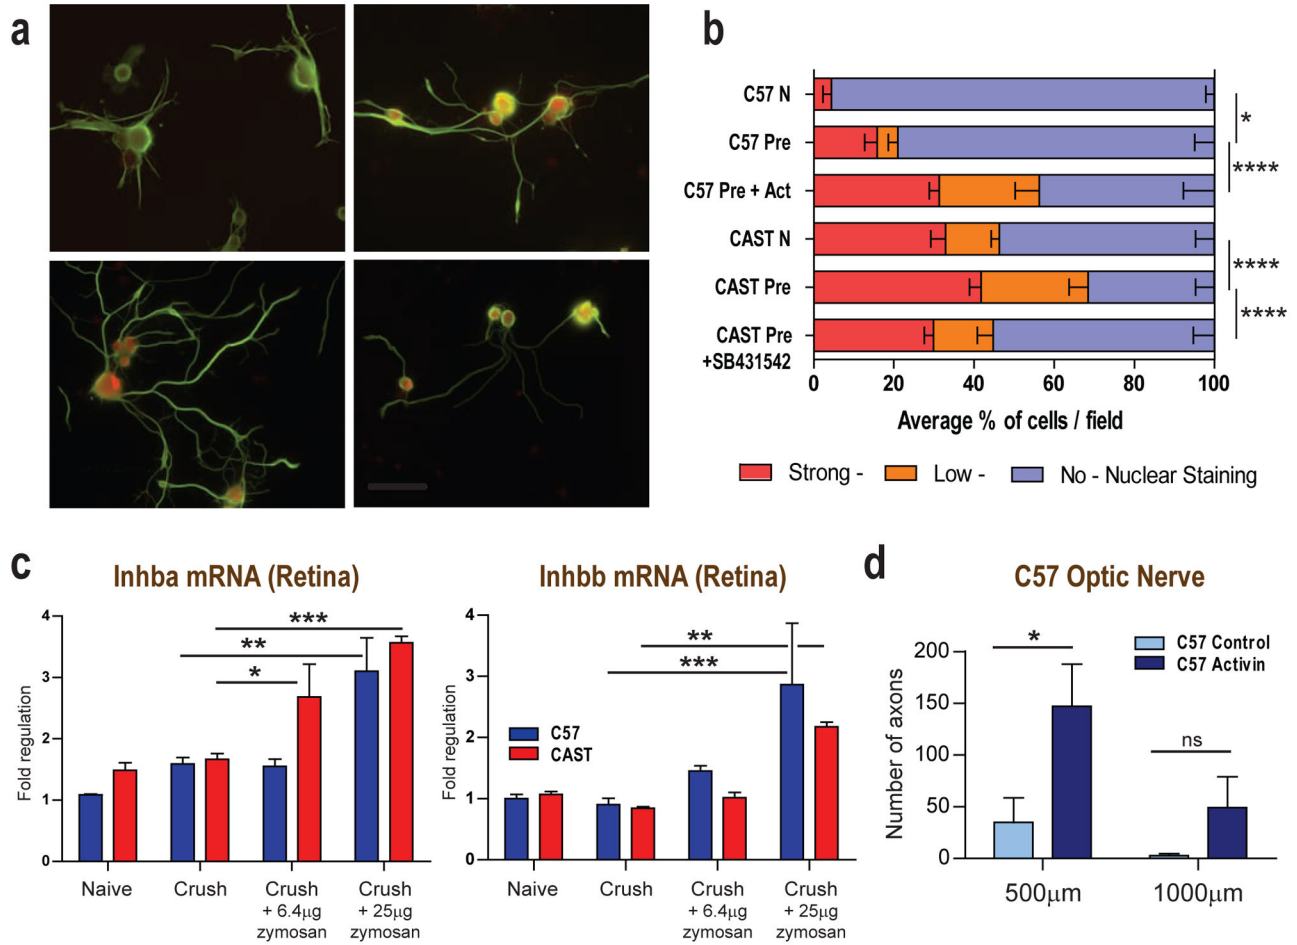 a
b
C57 N
C57 Pre
C57 Pre + Act
CAST N
CAST Pre
CAST Pre
+SB431542
*
****
****
****
0 20 40 60 80 100
Average % of cells / field
Strong - Low - No - Nuclear Staining
c
Inhba mRNA (Retina)
Fold regulation
4
3
2
1
0
***
**
*
Naive
Crush
Crush
+ 6.4µg
zymosan
Crush
+ 25µg
zymosan
Inhbb mRNA (Retina)
Fold regulation
4
3
2
1
0
**
***
C57
CAST
Naive
Crush
Crush
+ 6.4µg
zymosan
Crush
+ 25µg
zymosan
d
C57 Optic Nerve
Number of axons
200
150
100
50
0
*
ns
C57 Control
C57 Activin
500µm
1000µm